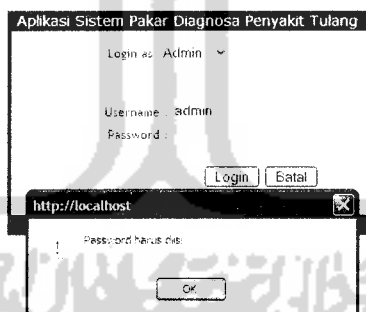 Aplikasi Sistem Pakar Diagnosa Penyakit Tulang
Login as Admin
Username : admin
Password :
Login Batal
http://localhost
Password harus diisi
OK